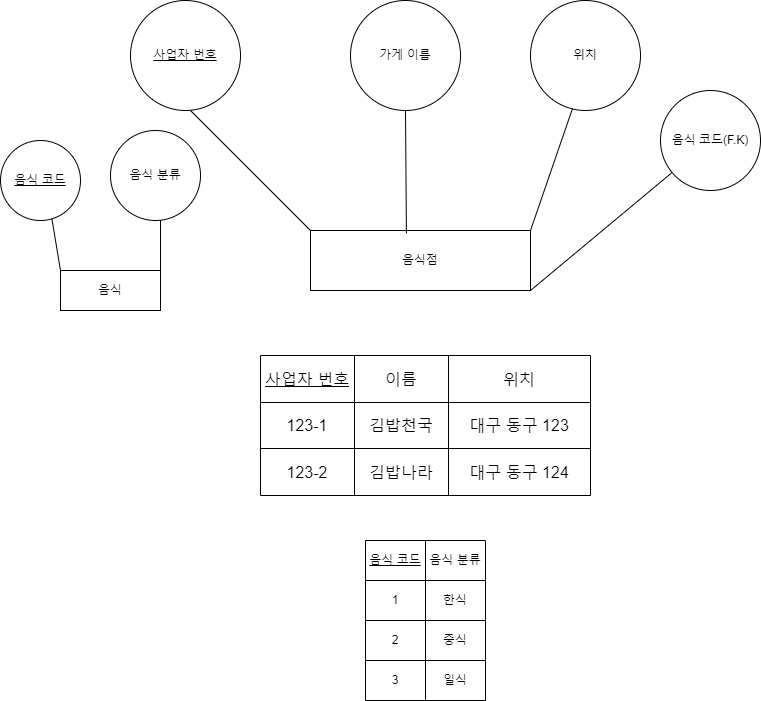 사업자 번호
가게 이름
위치
음식 코드(F.K)
음식 코드
음식 분류
음식점
음식
사업자 번호 이름 위치
123-1 김밥천국 대구 동구 123
123-2 김밥나라 대구 동구 124
음식 코드 음식 분류
1 한식
2 중식
3 일식